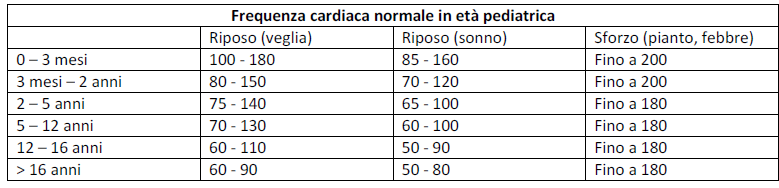 Frequenza cardiaca normale in età pediatrica
Riposo (veglia) Riposo (sonno) Sforzo (pianto, febbre)
0 – 3 mesi 100 - 180 85 - 160 Fino a 200
3 mesi – 2 anni 80 - 150 70 - 120 Fino a 200
2 – 5 anni 75 - 140 65 - 100 Fino a 180
5 – 12 anni 70 - 130 60 - 100 Fino a 180
12 – 16 anni 60 - 110 50 - 90 Fino a 180
> 16 anni 60 - 90 50 - 80 Fino a 180